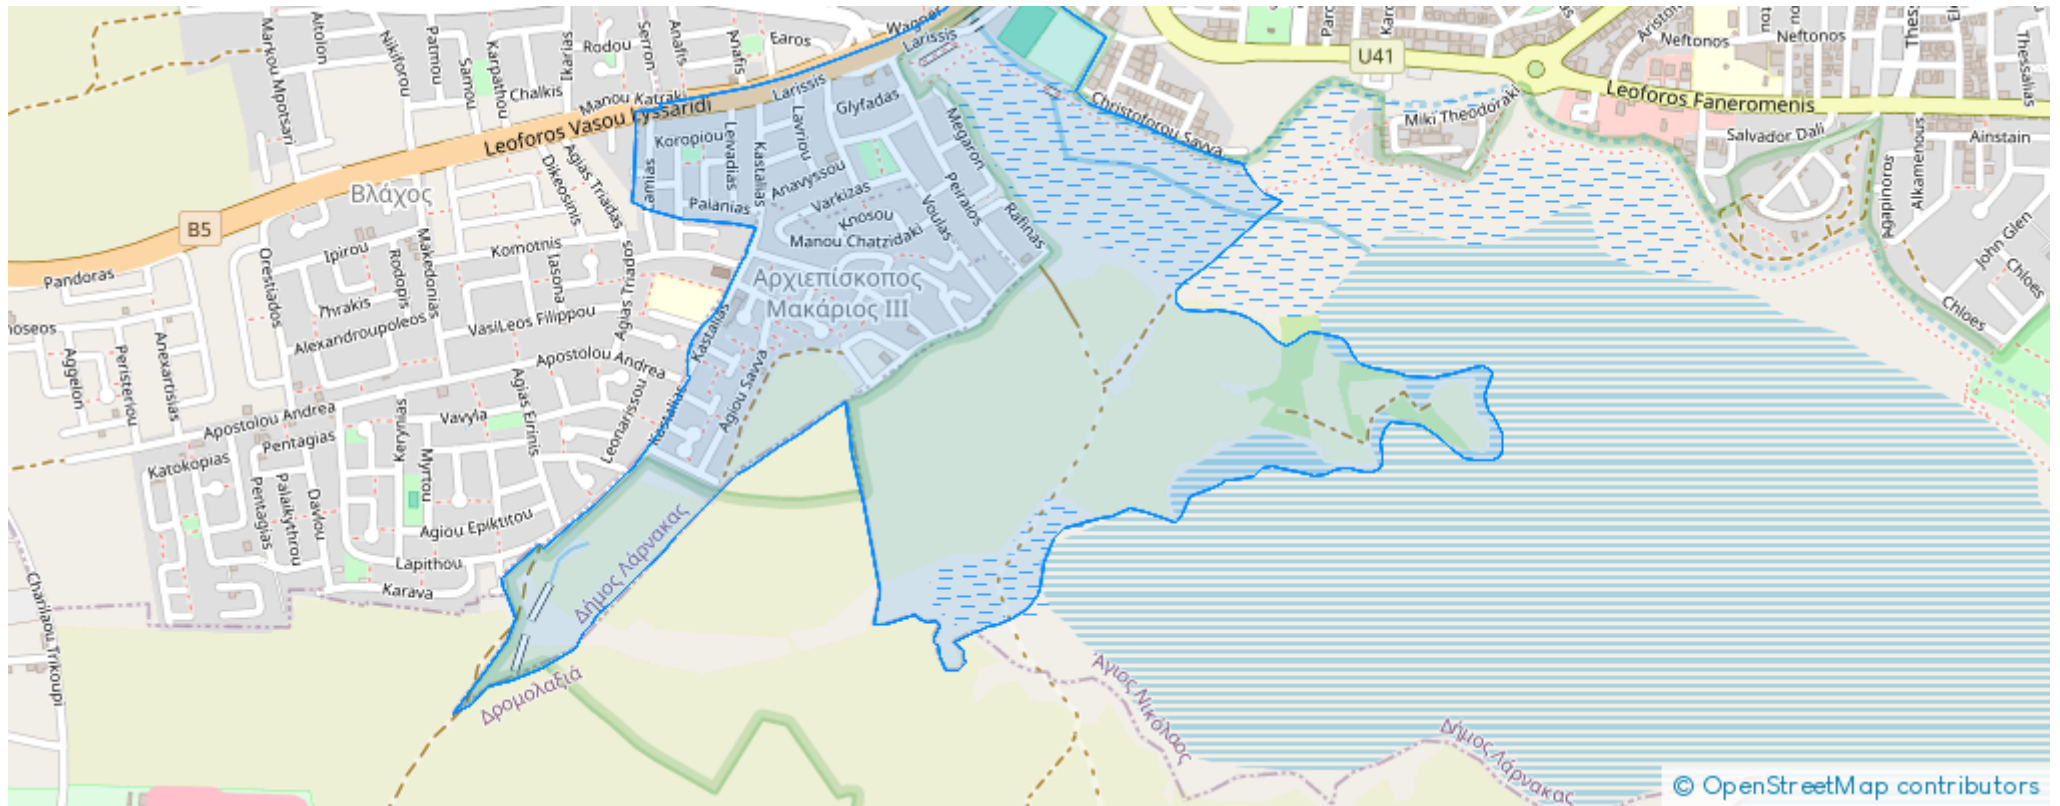 Markou Mpotsari
Aitolon
Nikiforou
Patmou
Samou
Karpathou
Chalkis
Ikarias
Rodou
Serron
Anafis
Anafis
Earos
Wagner
Larissis
Manou Katraki
Larissis
Leoforos Vasou Lyssaridi
Glyfadas
Megaron
Christoforou Savva
U41
Miki Theodoraki
Leoforos Faneromenis
Neftonos
Neftonos
Thessalias
Salvador Dali
Ainstain
Agapinoros
Alkamenous
John Glen
Chloes
Chloes
Koropiou
Levadias
Kastalias
Lavriou
Anavyssou
Varkizas
Knosou
Manou Chatzidaki
Voulas
Peiraios
Rafinas
Palanias
Dikeosinis
Agias Triadas
Βλάχος
B5
Pandoras
Orestiados
Ipirou
Rodopis
Makedonias
Komotnis
Iasona
Agias Triados
Thrakis
Alexandroupoleos
VasiLeos Filippou
Αρχιεπίσκοπος
Μακάριος III
Kastalias
Apostolou Andrea
Agiou Savva
Kastalias
Leonarissou
Agias Eirinis
Vavyla
Kerynias
Myrtou
Aggelon
Peristeriou
Anexartisias
Apostolou Andrea
Pentagias
Katokopias
Pentagias
Palaikythrou
Davlou
Agiou Epiktitou
Lapithou
Karava
Charilaou Trikoupi
Δήμος Λάρνακας
Δρομολαξιά
Άγιος Νικόλαος
Δήμος Λάρνακας
© OpenStreetMap contributors